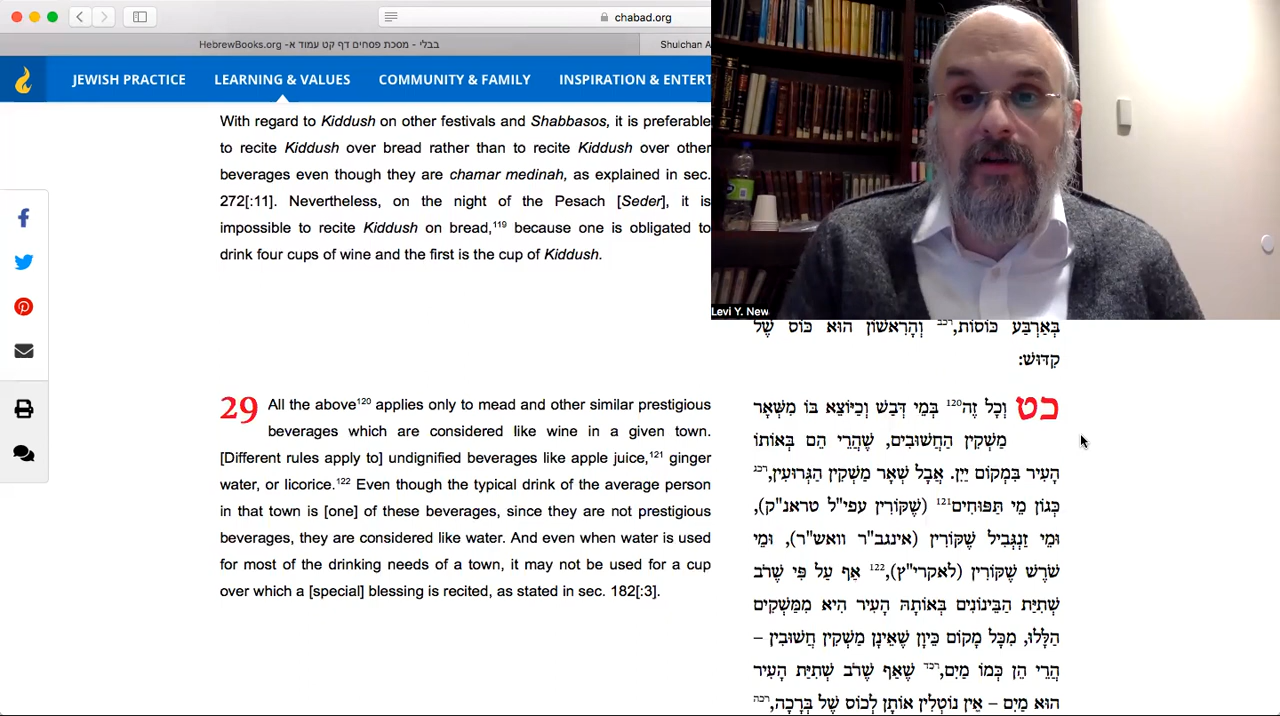 chabad.org
HebrewBooks.org - בבלי - מסכת פסחים דף קט עמוד א
Shulchan A
JEWISH PRACTICE LEARNING & VALUES COMMUNITY & FAMILY INSPIRATION & ENTERT
With regard to Kiddush on other festivals and Shabbasos, it is preferable
to recite Kiddush over bread rather than to recite Kiddush over other
beverages even though they are chamar medinah, as explained in sec.
272[:11]. Nevertheless, on the night of the Pesach [Seder], it is
impossible to recite Kiddush on bread,119 because one is obligated to
drink four cups of wine and the first is the cup of Kiddush.
Levi Y. New
בְּאַרְבַּע כּוֹסוֹת,רכב וְהָרִאשׁוֹן הוּא כּוֹס שֶׁל
קִדּוּשׁ:
29 All the above120 applies only to mead and other similar prestigious
beverages which are considered like wine in a given town.
[Different rules apply to] undignified beverages like apple juice,121 ginger
water, or licorice.122 Even though the typical drink of the average person
in that town is [one] of these beverages, since they are not prestigious
beverages, they are considered like water. And even when water is used
for most of the drinking needs of a town, it may not be used for a cup
over which a [special] blessing is recited, as stated in sec. 182[:3].
כט וְכָל זֶה120 בְּמֵי דְּבַשׁ וְכַיּוֹצֵא בּוֹ מִשְּׁאָר
מַשְׁקִין הַחֲשׁוּבִים, שֶׁהֲרֵי הֵם בְּאוֹתוֹ
הָעִיר בִּמְקוֹם יַיִן. אֲבָל שְׁאָר מַשְׁקִין הַגְּרוּעִין,רכג
כְּגוֹן מֵי תַּפּוּחִים121 (שֶׁקּוֹרִין עפי"ל טראנ"ק),
וּמֵי זַנְגְּבִיל שֶׁקּוֹרִין (אינגב"ר וואש"ר), וּמֵי
שֹׁרֶשׁ שֶׁקּוֹרִין (לאקרי"ץ),122 אַף עַל פִּי שֶׁרֹב
שְׁתִיַּת הַבֵּינוֹנִים בְּאוֹתָהּ הָעִיר הִיא מִמַּשְׁקִים
הַלָּלוּ, מִכָּל מָקוֹם כֵּיוָן שֶׁאֵינָן מַשְׁקִין חֲשׁוּבִין –
הֲרֵי הֵן כְּמוֹ מַיִם,רכד שֶׁאַף שֶׁרֹב שְׁתִיַּת הָעִיר
הוּא מַיִם – אֵין נוֹטְלִין אוֹתָן לְכוֹס שֶׁל בְּרָכָה,רכה